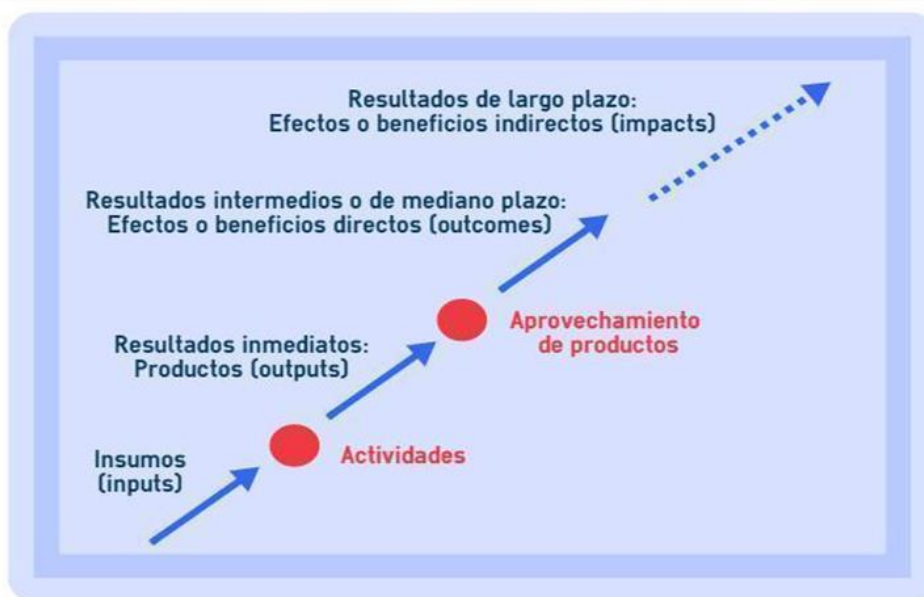 Resultados de largo plazo:
Efectos o beneficios indirectos (impacts)
Resultados intermedios o de mediano plazo:
Efectos o beneficios directos (outcomes)
Aprovechamiento
de productos
Resultados inmediatos:
Productos (outputs)
Actividades
Insumos
(inputs)